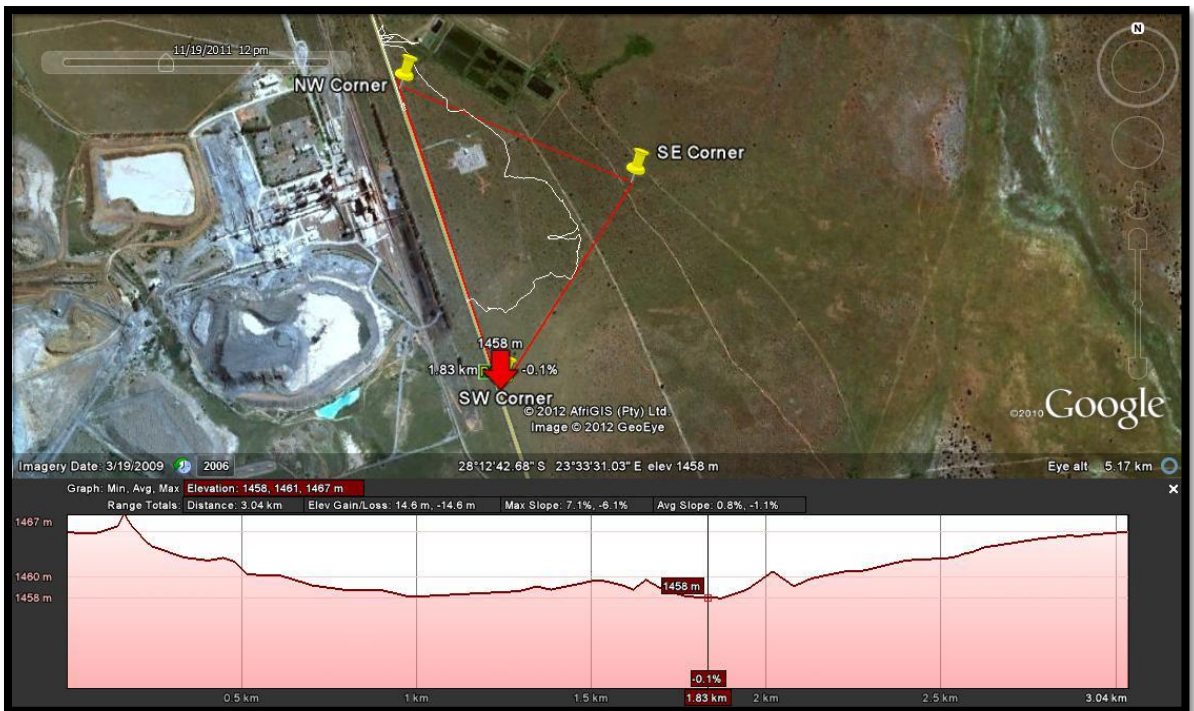 11/19/2011 12 pm
N
NW Corner
SE Corner
1458 m
1.83 km
-0.1%
SW Corner
© 2012 AfriGIS (Pty) Ltd
Image © 2012 GeoEye
©2010 Google
Imagery Date: 3/19/2009 2006 28°12'42.68" S 23°33'31.03" E elev 1458 m Eye alt 5.17 km
Graph: Min, Avg, Max Elevation: 1458, 1461, 1467 m
Range Totals: Distance: 3.04 km Elev Gain/Loss: 14.6 m, -14.6 m Max Slope: 7.1%, -6.1% Avg Slope: 0.8%, -1.1%
1467 m
1460 m
1458 m
1458 m
-0.1%
0.5 km 1 km 1.5 km 1.83 km 2 km 2.5 km 3.04 km